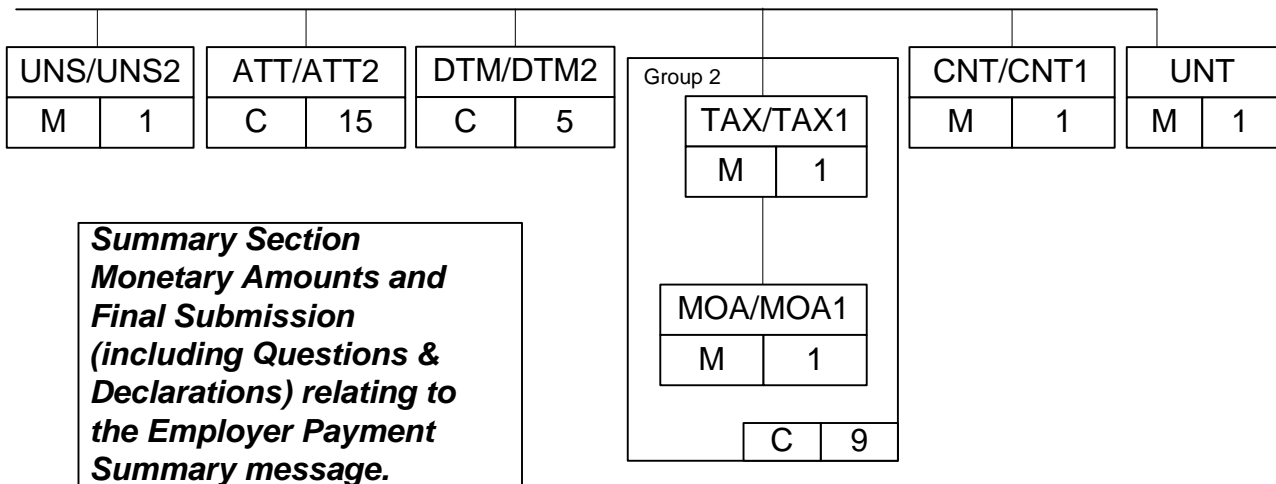 UNS/UNS2
M 1
ATT/ATT2
C 15
DTM/DTM2
C 5
Group 2
TAX/TAX1
M 1
MOA/MOA1
M 1
C 9
CNT/CNT1
M 1
UNT
M 1
Summary Section
Monetary Amounts and
Final Submission
(including Questions &
Declarations) relating to
the Employer Payment
Summary message.